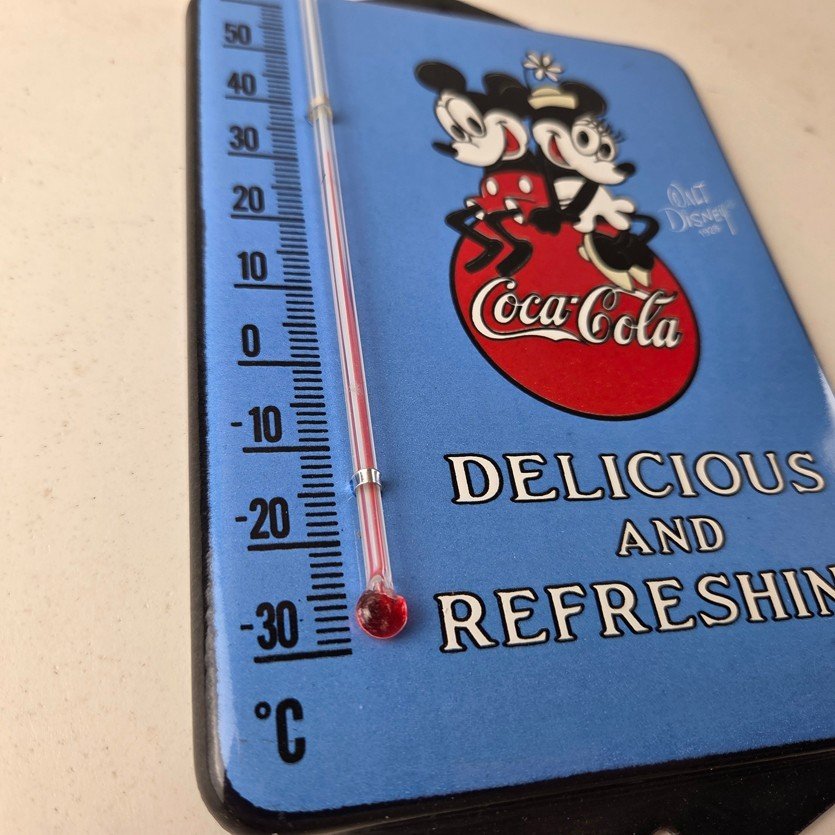 50
40
30
20
10
0
-10
-20
-30
°C
WALT
DISNEY
Coca-Cola
DELICIOUS
AND
REFRESHIN